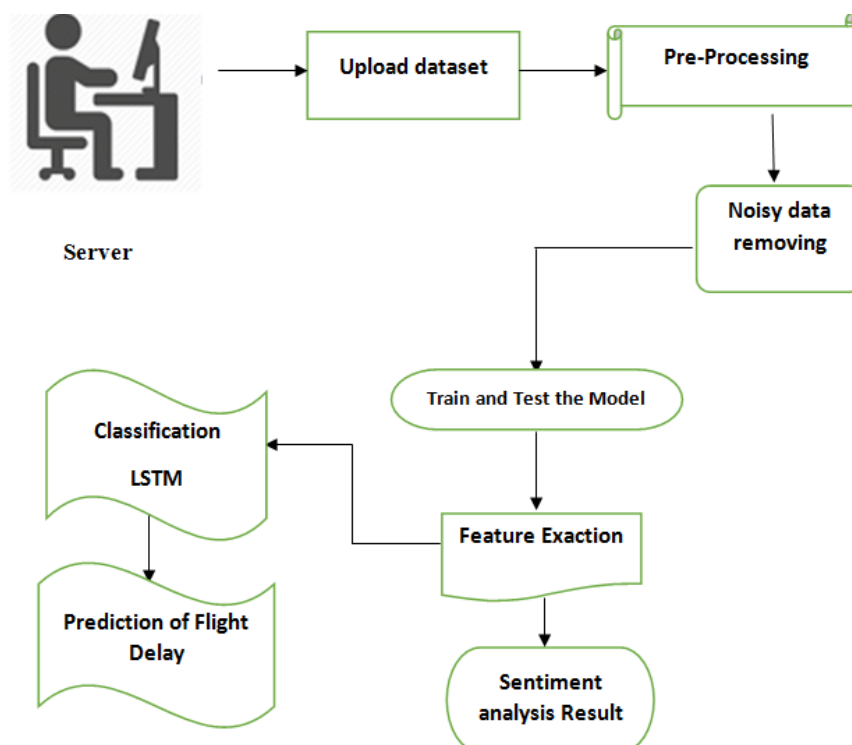 Upload dataset
Pre-Processing
Noisy data
removing
Server
Train and Test the Model
Classification
LSTM
Feature Exaction
Prediction of Flight
Delay
Sentiment
analysis Result